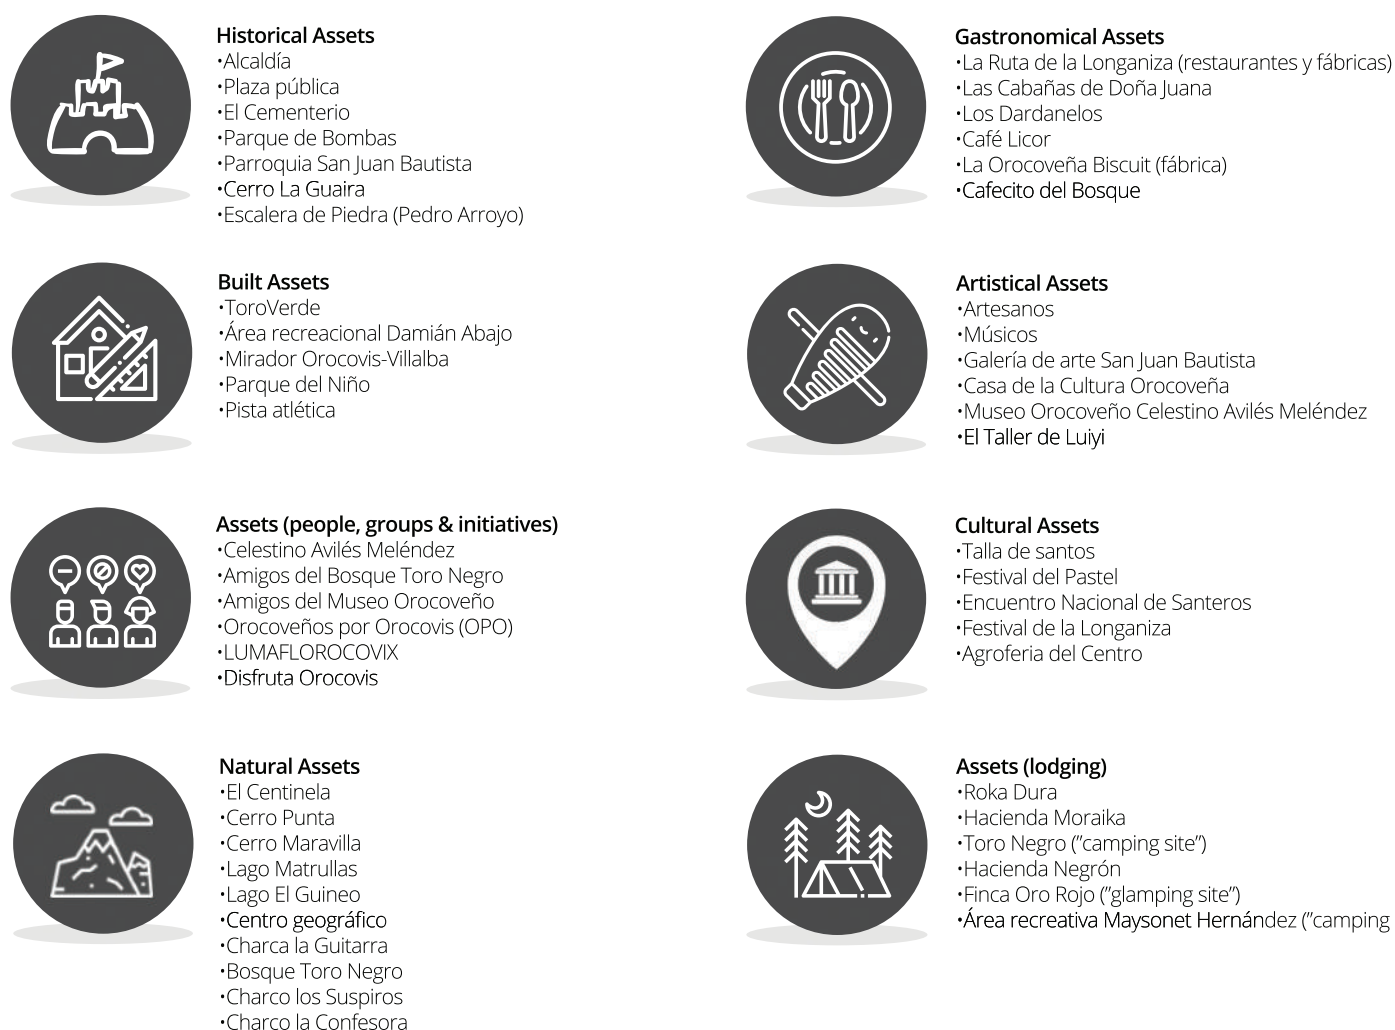 Historical Assets
•Alcaldía
•Plaza pública
•El Cementerio
•Parque de Bombas
•Parroquia San Juan Bautista
•Cerro La Guaira
•Escalera de Piedra (Pedro Arroyo)
Built Assets
•ToroVerde
•Área recreacional Damián Abajo
•Mirador Orocovis-Villalba
•Parque del Niño
•Pista atlética
Assets (people, groups & initiatives)
•Celestino Avilés Meléndez
•Amigos del Bosque Toro Negro
•Amigos del Museo Orocoveño
•Orocoveños por Orocovis (OPO)
•LUMAFLOROCOVIX
•Disfruta Orocovis
Natural Assets
•El Centinela
•Cerro Punta
•Cerro Maravilla
•Lago Matrullas
•Lago El Guineo
•Centro geográfico
•Charca la Guitarra
•Bosque Toro Negro
•Charco los Suspiros
•Charco la Confesora
Gastronomical Assets
•La Ruta de la Longaniza (restaurantes y fábricas)
•Las Cabañas de Doña Juana
•Los Dardanelos
•Café Licor
•La Orocoveña Biscuit (fábrica)
•Cafecito del Bosque
Artistical Assets
•Artesanos
•Músicos
•Galería de arte San Juan Bautista
•Casa de la Cultura Orocoveña
•Museo Orocoveño Celestino Avilés Meléndez
•El Taller de Luiyi
Cultural Assets
•Talla de santos
•Festival del Pastel
•Encuentro Nacional de Santeros
•Festival de la Longaniza
•Agroferia del Centro
Assets (lodging)
•Roka Dura
•Hacienda Moraika
•Toro Negro (”camping site”)
•Hacienda Negrón
•Finca Oro Rojo (”glamping site”)
•Área recreativa Maysonet Hernández (”camping